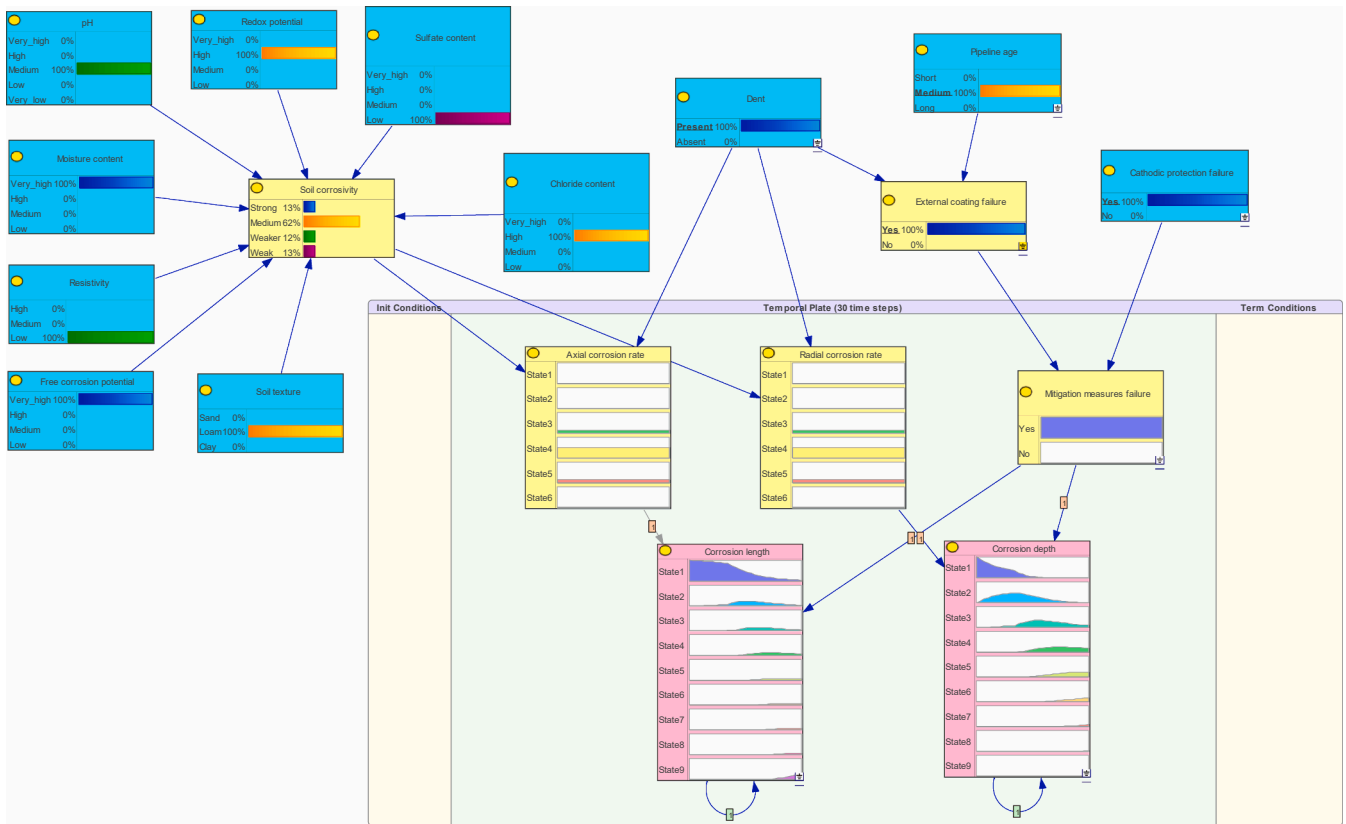 pH
Very_high 0%
High 0%
Medium 100%
Low 0%
Very_low 0%
Redox potential
Very_high 0%
High 100%
Medium 0%
Low 0%
Sulfate content
Very_high 0%
High 0%
Medium 0%
Low 100%
Pipeline age
Short 0%
Medium 100%
Long 0%
Dent
Present 100%
Absent 0%
Moisture content
Very_high 100%
High 0%
Medium 0%
Low 0%
Soil corrosivity
Strong 13%
Medium 62%
Weaker 12%
Weak 13%
Chloride content
Very_high 0%
High 100%
Medium 0%
Low 0%
External coating failure
Yes 100%
No 0%
Cathodic protection failure
Yes 100%
No 0%
Resistivity
High 0%
Medium 0%
Low 100%
Free corrosion potential
Very_high 100%
High 0%
Medium 0%
Low 0%
Soil texture
Sand 0%
Loam 100%
Clay 0%
Init Conditions
Temporal Plate (30 time steps)
Term Conditions
Axial corrosion rate
State1
State2
State3
State4
State5
State6
Radial corrosion rate
State1
State2
State3
State4
State5
State6
Mitigation measures failure
Yes
No
1
1
1
1
Corrosion length
State1
State2
State3
State4
State5
State6
State7
State8
State9
1
Corrosion depth
State1
State2
State3
State4
State5
State6
State7
State8
State9
1